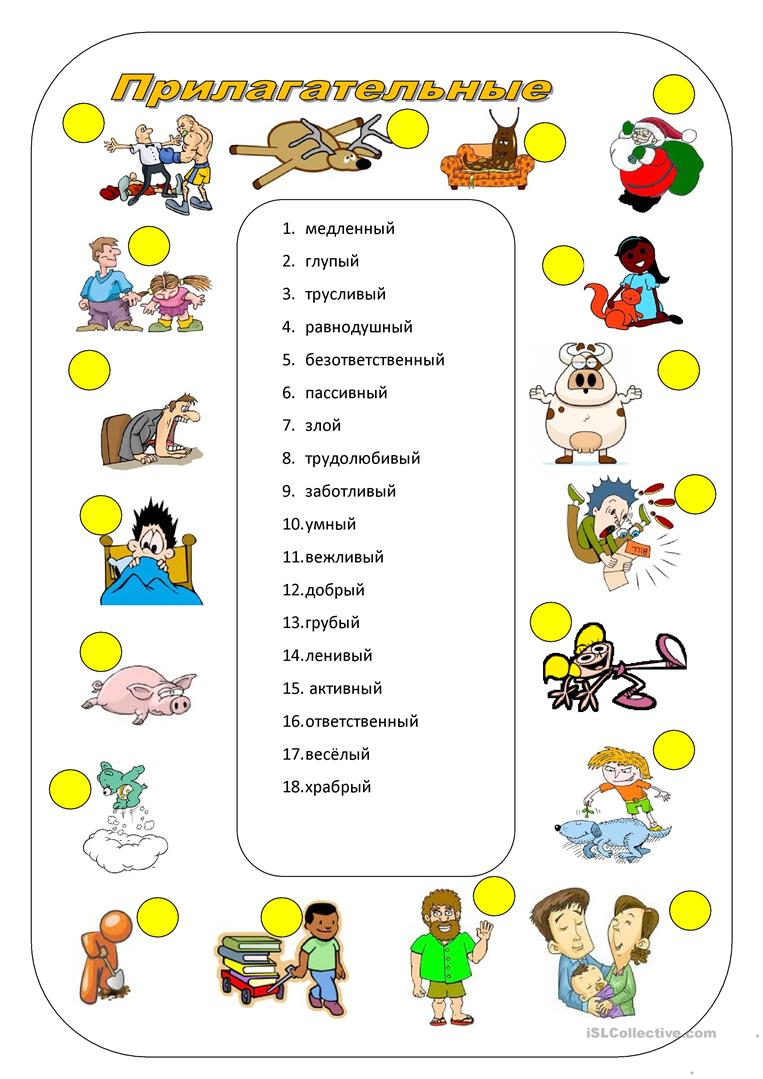 Прилагательные
1. медленный
2. глупый
3. трусливый
4. равнодушный
5. безответственный
6. пассивный
7. злой
8. трудолюбивый
9. заботливый
10.умный
11.вежливый
12.добрый
13.грубый
14.ленивый
15. активный
16.ответственный
17.весёлый
18.храбрый
BILL
iSLCollective.com